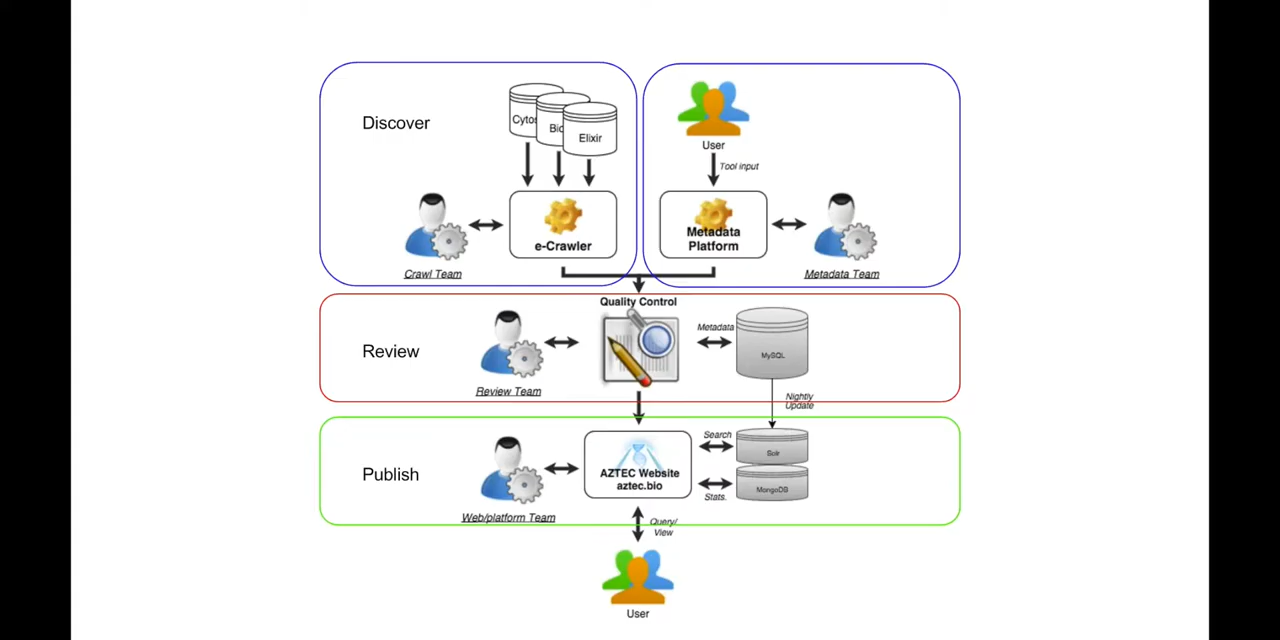 Discover
Cytos
Bio
Elixir
User
Tool input
e-Crawler
Metadata
Platform
Crawl Team
Metadata Team
Quality Control
Review
Metadata
MySQL
Review Team
Nightly
Update
Publish
Search
Solr
AZTEC Website
aztec.bio
MongoDB
Stats.
Web/platform Team
Query/
View
User